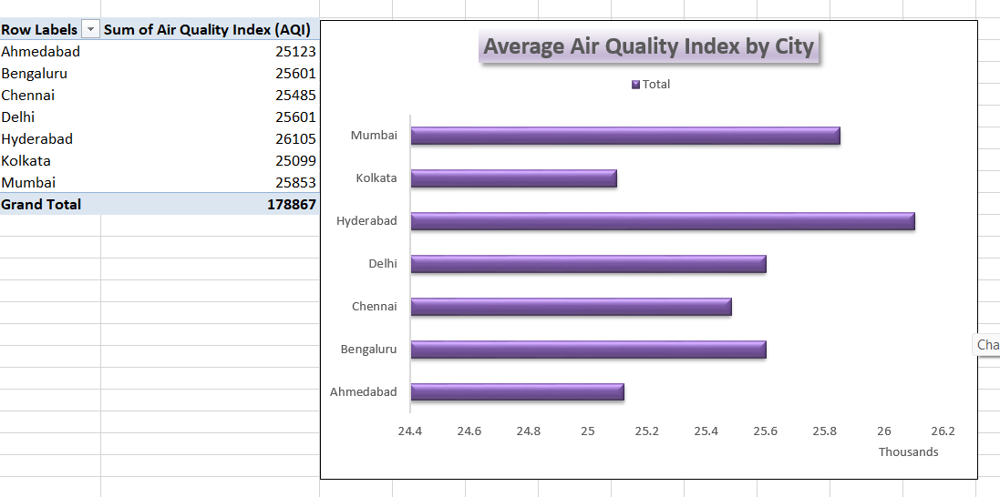 Row Labels Sum of Air Quality Index (AQI)
Ahmedabad 25123
Bengaluru 25601
Chennai 25485
Delhi 25601
Hyderabad 26105
Kolkata 25099
Mumbai 25853
Grand Total 178867
Average Air Quality Index by City
Total
Mumbai
Kolkata
Hyderabad
Delhi
Chennai
Bengaluru
Ahmedabad
24.4 24.6 24.8 25 25.2 25.4 25.6 25.8 26 26.2
Thousands
Cha